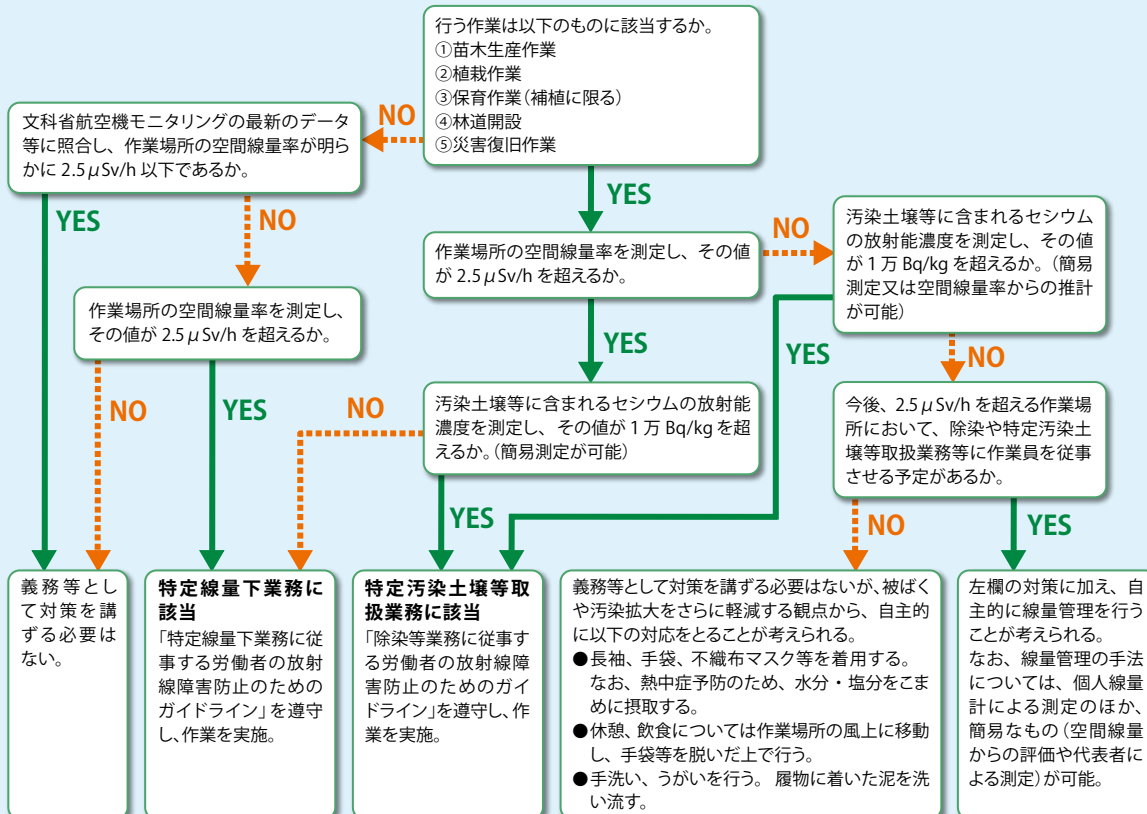 行う作業は以下のものに該当するか。
①苗木生産作業
②植栽作業
③保育作業(補植に限る)
④林道開設
⑤災害復旧作業
NO
YES
文科省航空機モニタリングの最新のデータ
等に照合し、作業場所の空間線量率が明ら
かに 2.5μSv/h 以下であるか。
YES
NO
作業場所の空間線量率を測定し、その値
が 2.5μSv/h を超えるか。
NO
YES
汚染土壌等に含まれるセシウム
の放射能濃度を測定し、その値
が 1 万 Bq/kg を超えるか。(簡易
測定又は空間線量率からの推計
が可能)
YES
NO
作業場所の空間線量率を測定し、
その値が 2.5μSv/h を超えるか。
NO
YES
汚染土壌等に含まれるセシウムの放射能
濃度を測定し、その値が 1 万 Bq/kg を超
えるか。(簡易測定が可能)
NO
YES
今後、2.5μSv/h を超える作業場
所において、除染や特定汚染土
壌等取扱業務等に作業員を従事
させる予定があるか。
NO
YES
義務等とし
て対策を講
ずる必要は
ない。
特定線量下業務に
該当
「特定線量下業務に従
事する労働者の放射
線障害防止のための
ガイドライン」を遵守
し、作業を実施。
特定汚染土壌等取
扱業務に該当
「除染等業務に従事す
る労働者の放射線障
害防止のためのガイ
ドライン」を遵守し、作
業を実施。
義務等として対策を講ずる必要はないが、被ばく
や汚染拡大をさらに軽減する観点から、自主的
に以下の対応をとることが考えられる。
●長袖、手袋、不織布マスク等を着用する。
なお、熱中症予防のため、水分・塩分をこま
めに摂取する。
●休憩、飲食については作業場所の風上に移動
し、手袋等を脱いだ上で行う。
●手洗い、うがいを行う。 履物に着いた泥を洗
い流す。
左欄の対策に加え、自
主的に線量管理を行う
ことが考えられる。
なお、線量管理の手法
については、個人線量
計による測定のほか、
簡易なもの(空間線量
からの評価や代表者に
よる測定)が可能。